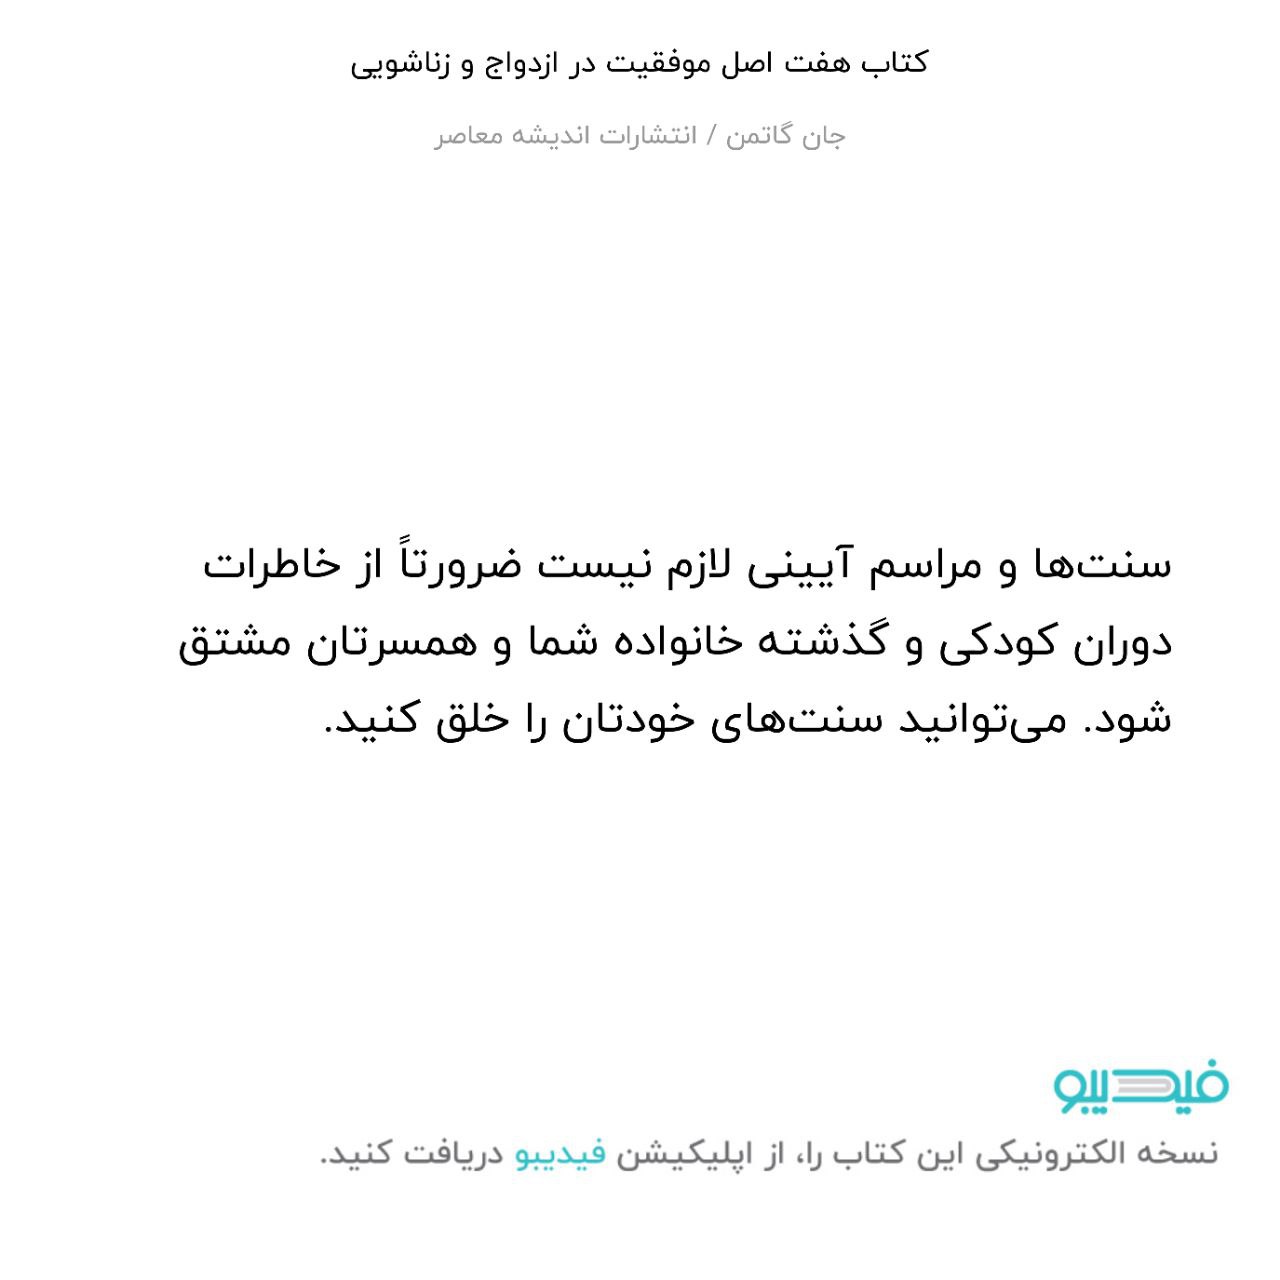 کتاب هفت اصل موفقیت در ازدواج و زناشویی
جان گاتمن / انتشارات اندیشه معاصر
سنت‌ها و مراسم آیینی لازم نیست ضرورتاً از خاطرات
دوران کودکی و گذشته خانواده شما و همسرتان مشتق
شود. می‌توانید سنت‌های خودتان را خلق کنید.
فیدیبو
نسخه الکترونیکی این کتاب را، از اپلیکیشن فیدیبو دریافت کنید.